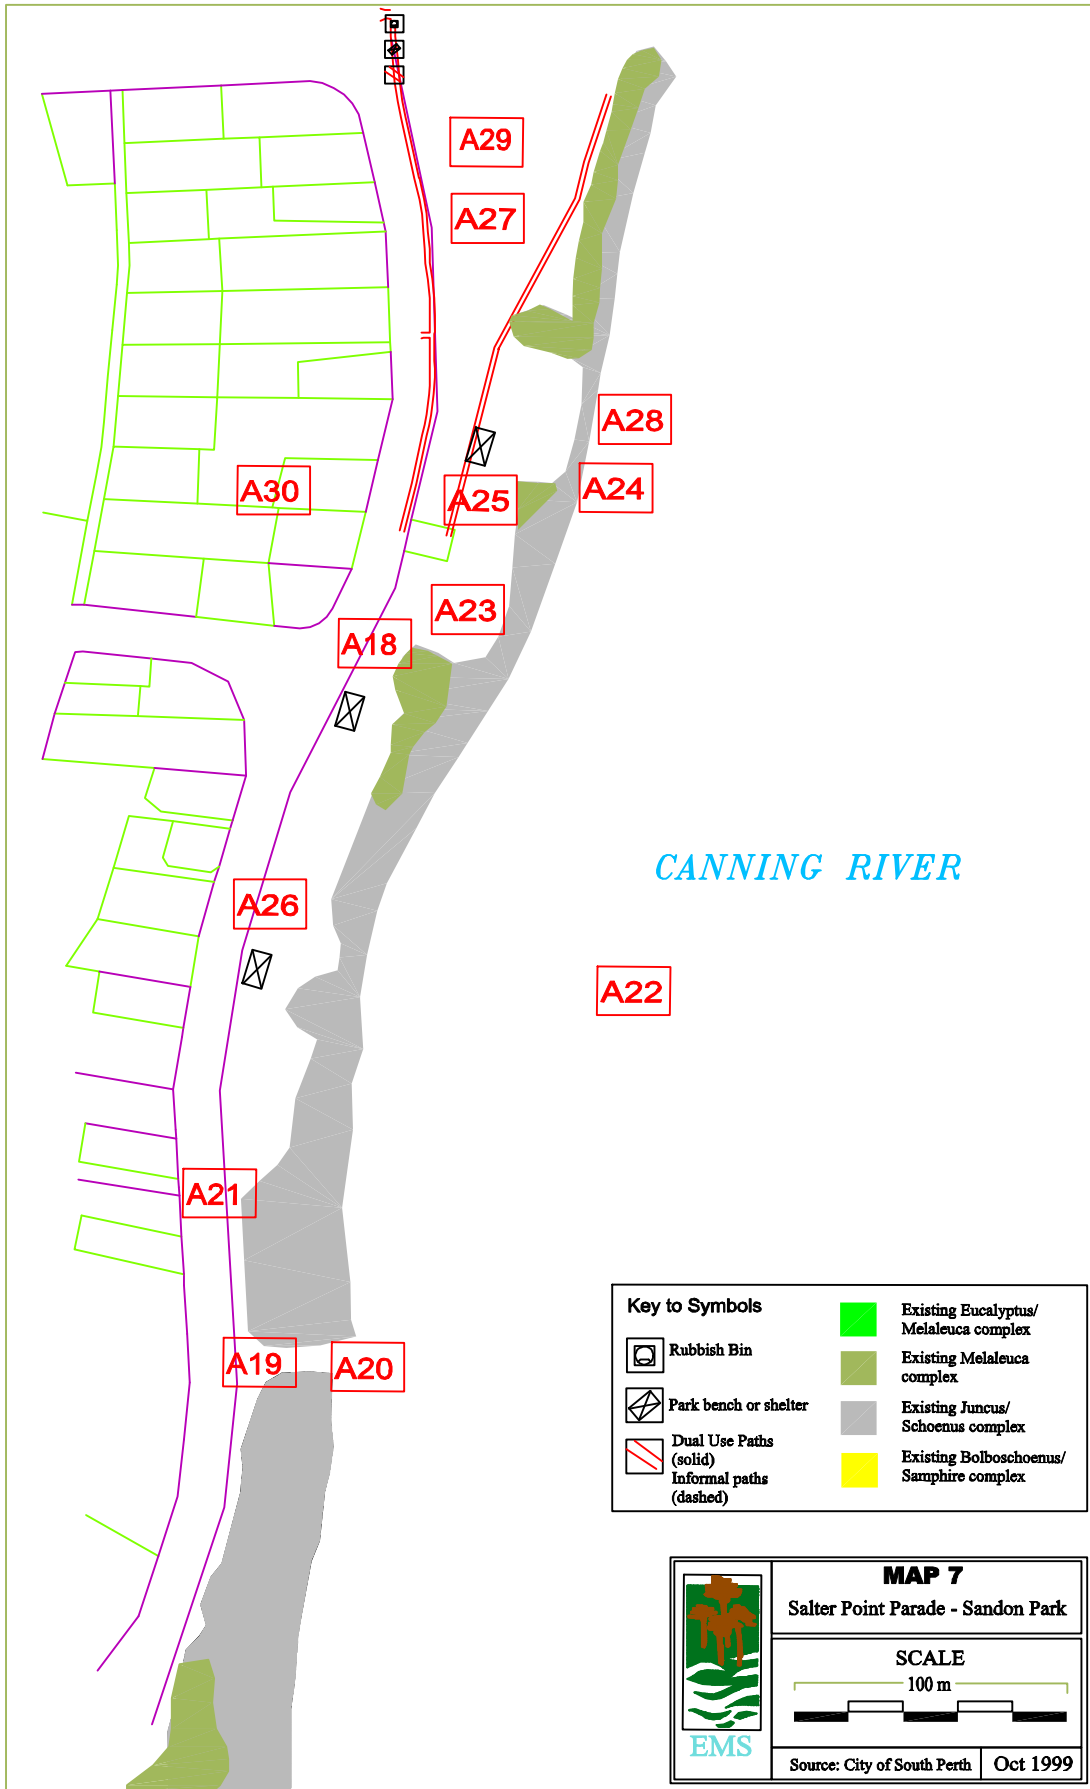 A29
A27
A28
A30
A25
A24
A23
A18
CANNING RIVER
A26
A22
A21
A19
A20
Key to Symbols
Rubbish Bin
Park bench or shelter
Dual Use Paths
(solid)
Informal paths
(dashed)
Existing Eucalyptus/
Melaleuca complex
Existing Melaleuca
complex
Existing Juncus/
Schoenus complex
Existing Bolboschoenus/
Samphire complex
EMS
MAP 7
Salter Point Parade - Sandon Park
SCALE
100 m
Source: City of South Perth
Oct 1999